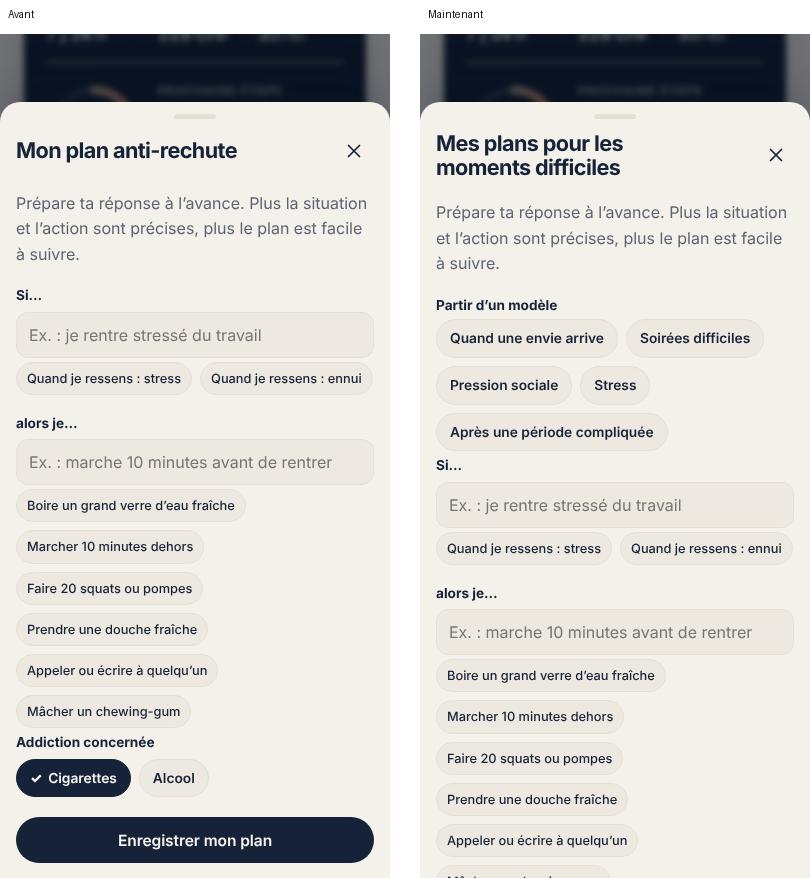 Avant
Mon plan anti-rechute
Prépare ta réponse à l’avance. Plus la situation
et l’action sont précises, plus le plan est facile
à suivre.
Si…
Ex. : je rentre stressé du travail
Quand je ressens : stress
Quand je ressens : ennui
alors je…
Ex. : marche 10 minutes avant de rentrer
Boire un grand verre d’eau fraîche
Marcher 10 minutes dehors
Faire 20 squats ou pompes
Prendre une douche fraîche
Appeler ou écrire à quelqu’un
Mâcher un chewing-gum
Addiction concernée
✓ Cigarettes
Alcool
Enregistrer mon plan
Maintenant
Mes plans pour les
moments difficiles
Prépare ta réponse à l’avance. Plus la situation
et l’action sont précises, plus le plan est facile
à suivre.
Partir d’un modèle
Quand une envie arrive
Soirées difficiles
Pression sociale
Stress
Après une période compliquée
Si…
Ex. : je rentre stressé du travail
Quand je ressens : stress
Quand je ressens : ennui
alors je…
Ex. : marche 10 minutes avant de rentrer
Boire un grand verre d’eau fraîche
Marcher 10 minutes dehors
Faire 20 squats ou pompes
Prendre une douche fraîche
Appeler ou écrire à quelqu’un